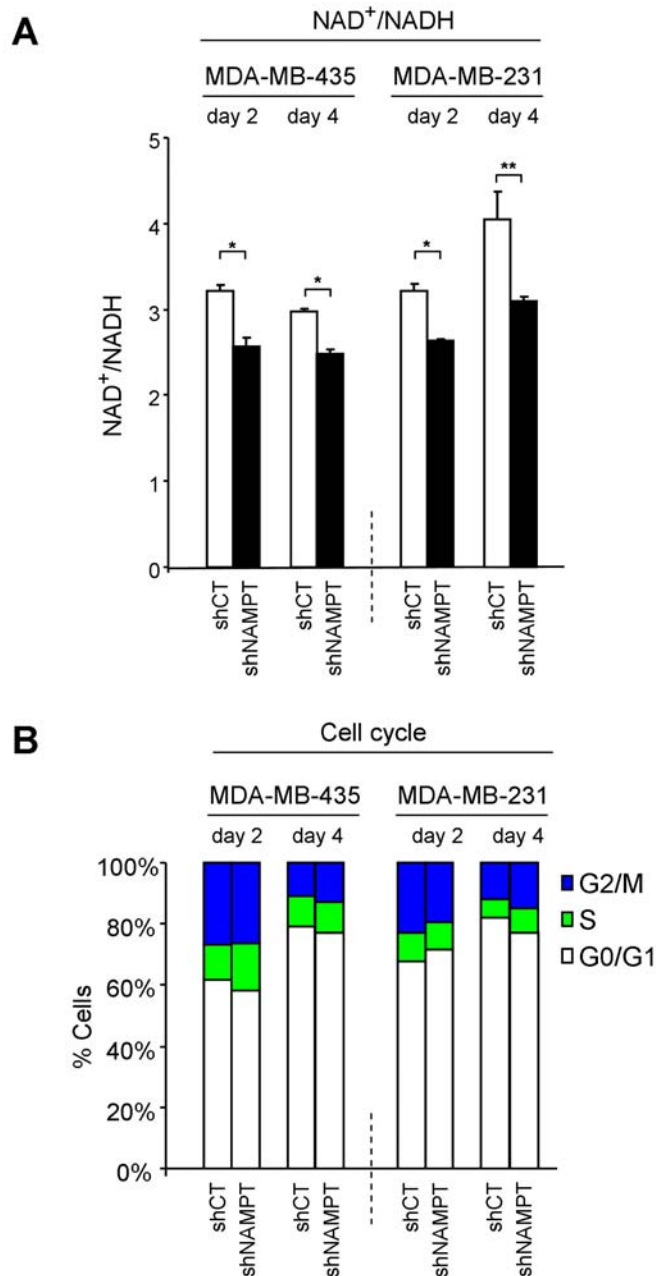 A
NAD+/NADH
MDA-MB-435 MDA-MB-231
day 2 day 4 day 2 day 4
5
4
3
2
1
0
NAD+/NADH
* * * **
shCT shNAMPT shCT shNAMPT shCT shNAMPT shCT shNAMPT
B
Cell cycle
MDA-MB-435 MDA-MB-231
day 2 day 4 day 2 day 4
100%
80%
60%
40%
20%
0%
% Cells
G2/M
S
G0/G1
shCT shNAMPT shCT shNAMPT shCT shNAMPT shCT shNAMPT